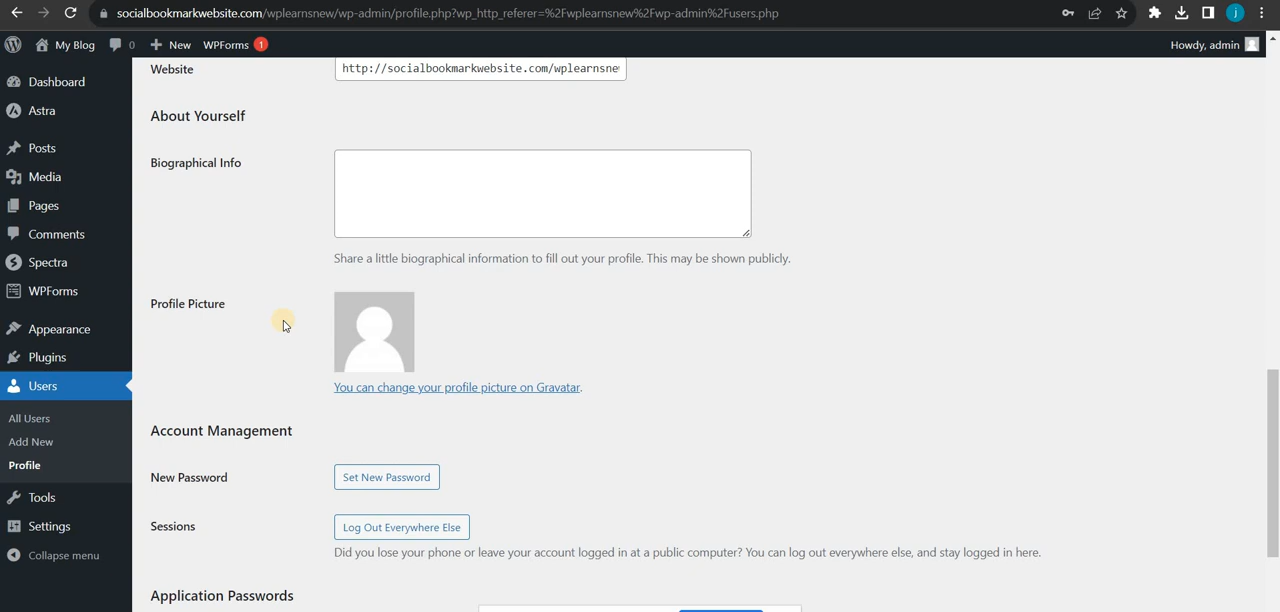 socialbookmarkwebsite.com/wplearnsnew/wp-admin/profile.php?wp_http_referer=%2Fwplearnsnew%2Fwp-admin%2Fusers.php
j
My Blog
0
New
WPForms
1
Howdy, admin
Dashboard
Astra
Posts
Media
Pages
Comments
Spectra
WPForms
Appearance
Plugins
Users
All Users
Add New
Profile
Tools
Settings
Collapse menu
Website
http://socialbookmarkwebsite.com/wplearnsne
About Yourself
Biographical Info
Share a little biographical information to fill out your profile. This may be shown publicly.
Profile Picture
You can change your profile picture on Gravatar.
Account Management
New Password
Set New Password
Sessions
Log Out Everywhere Else
Did you lose your phone or leave your account logged in at a public computer? You can log out everywhere else, and stay logged in here.
Application Passwords